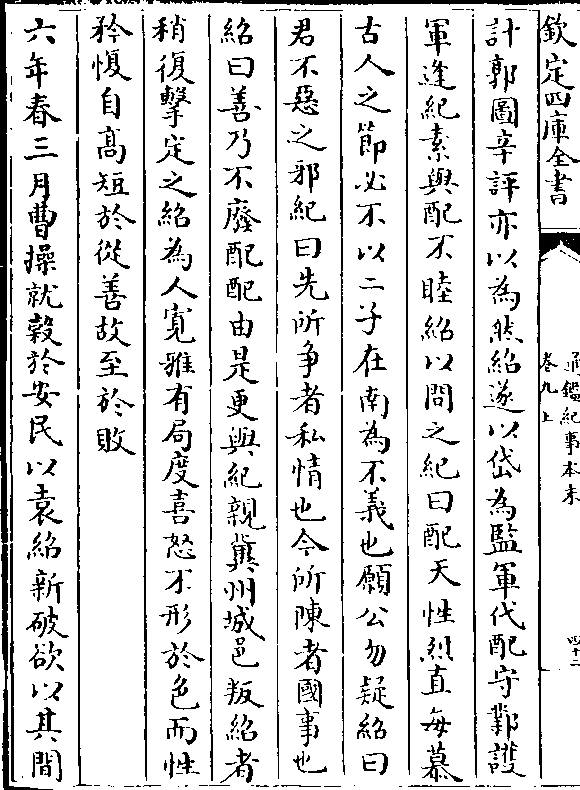 欽定四庫全書
通鑑紀事本末
卷九上
四十二
計郭圖辛評亦以為然紹遂以岱為監軍代配守鄴護
軍逢紀素與配不睦紹以問之紀曰配天性烈直每慕
古人之節必不以二子在南為不義也願公勿疑紹曰
君不惡之邪紀曰先所爭者私情也今所陳者國事也
紹曰善乃不廢配配由是更與紀親冀州城邑叛紹者
稍復擊定之紹為人寛雅有局度喜怒不形於色而性
矜愎自高短於從善故至於敗
六年春三月曹操就穀於安民以袁紹新破欲以其間